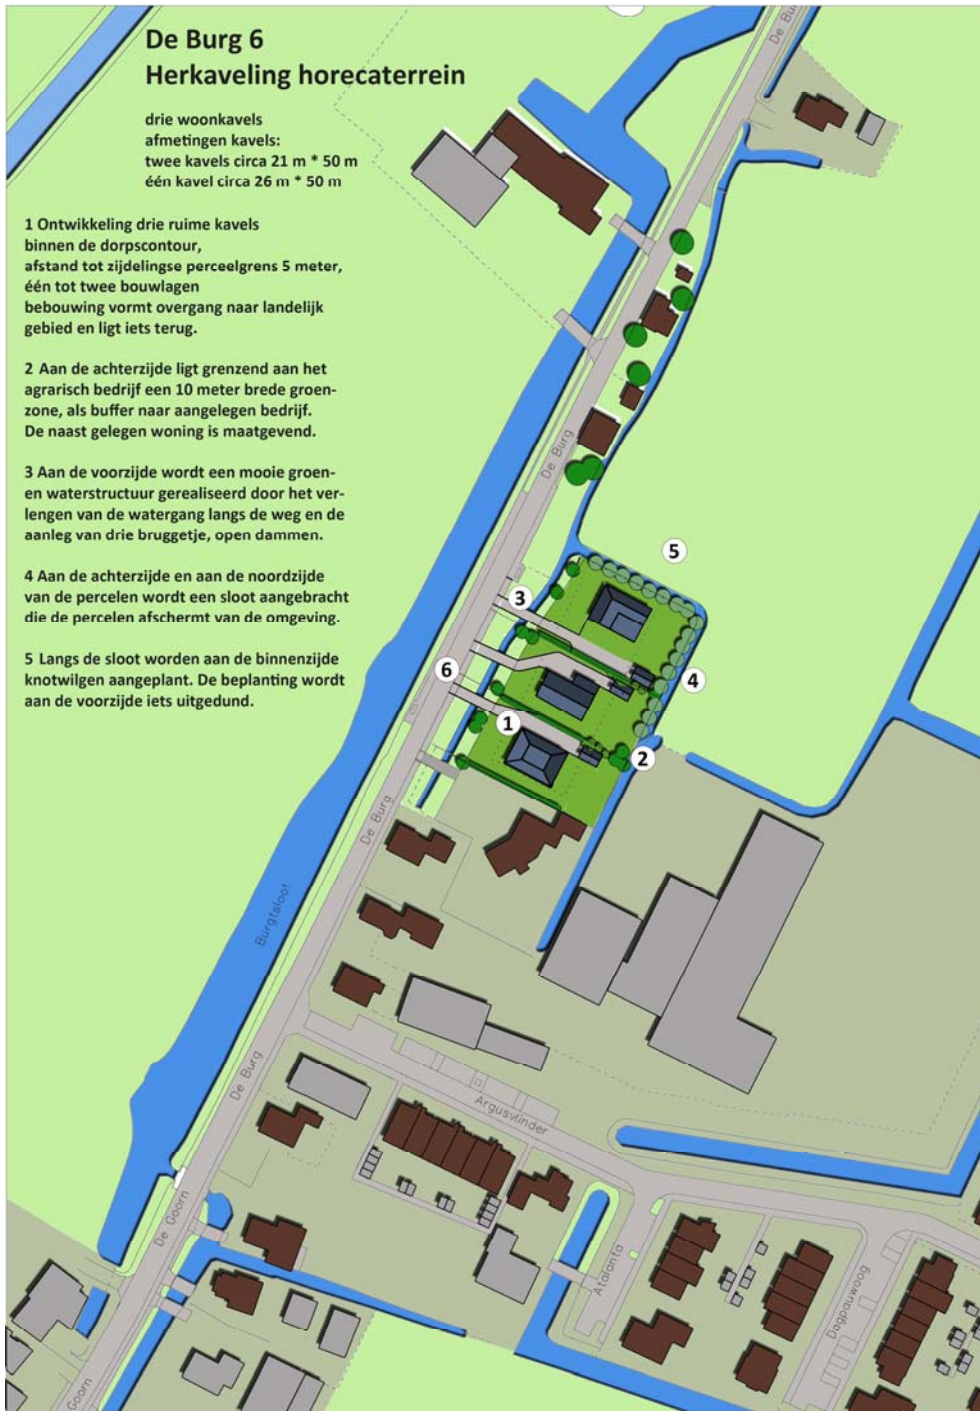 De Burg 6
Herkaveling horecaterrein
drie woonkavels
afmetingen kavels:
twee kavels circa 21 m * 50 m
één kavel circa 26 m * 50 m
1 Ontwikkeling drie ruime kavels
binnen de dorpscontour,
afstand tot zijdelingse perceelgrens 5 meter,
één tot twee bouwlagen
bebouwing vormt overgang naar landelijk
gebied en ligt iets terug.
2 Aan de achterzijde ligt grenzend aan het
agrarisch bedrijf een 10 meter brede groen-
zone, als buffer naar aangelegen bedrijf.
De naast gelegen woning is maatgevend.
3 Aan de voorzijde wordt een mooie groen-
en waterstructuur gerealiseerd door het ver-
lengen van de watergang langs de weg en de
aanleg van drie bruggetje, open dammen.
4 Aan de achterzijde en aan de noordzijde
van de percelen wordt een sloot aangebracht
die de percelen afschermt van de omgeving.
5 Langs de sloot worden aan de binnenzijde
knotwilgen aangeplant. De beplanting wordt
aan de voorzijde iets uitgedund.
De Bu
De Burg
5
3
6
4
1
2
De Burg
Burgtsloot
De Burg
Argusvlinder
De Goorn
Atalanta
Dagpauwoog
Goorn